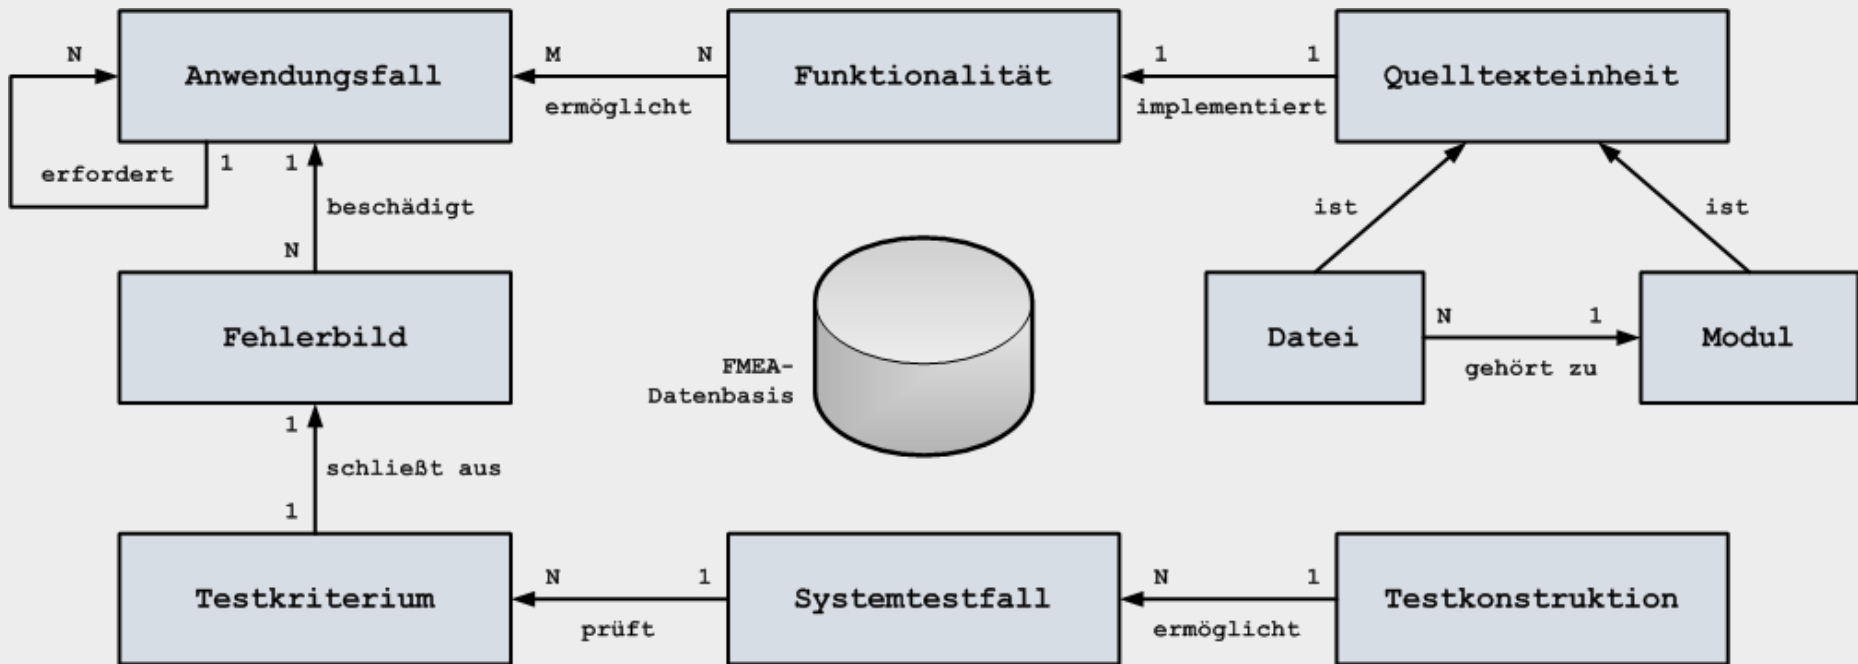 N
Anwendungsfall
M
N
Funktionalität
1
1
Quelltexteinheit
ermöglicht
implementiert
erfordert
1
1
beschädigt
ist
ist
N
Fehlerbild
FMEA-
Datenbasis
Datei
N
1
Modul
gehört zu
1
schließt aus
1
Testkriterium
N
1
Systemtestfall
N
1
Testkonstruktion
prüft
ermöglicht